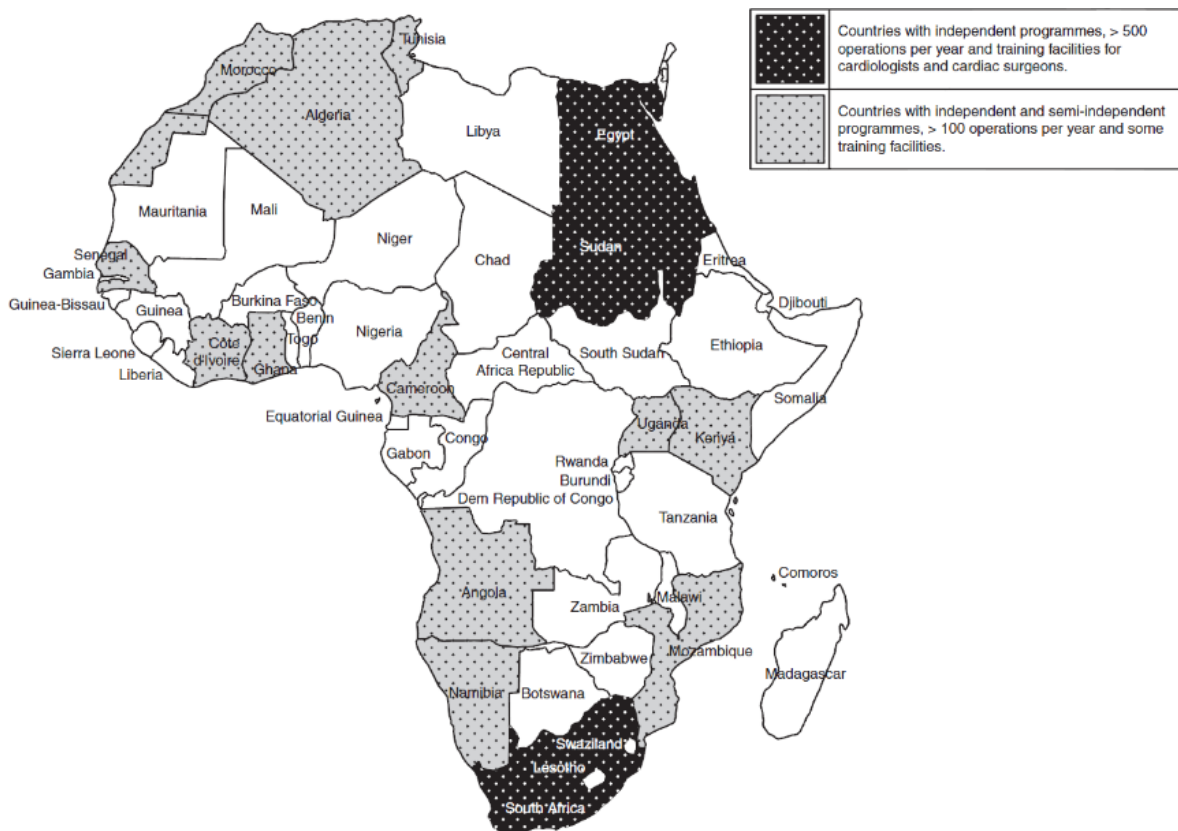 Countries with independent programmes, > 500
operations per year and training facilities for
cardiologists and cardiac surgeons.
Countries with independent and semi-independent
programmes, > 100 operations per year and some
training facilities.
Tunisia
Morocco
Algeria
Libya
Egypt
Mauritania
Mali
Niger
Chad
Sudan
Eritrea
Senegal
Gambia
Guinea-Bissau
Guinea
Burkina Faso
Benin
Togo
Nigeria
Djibouti
Sierra Leone
Liberia
Côte
d'Ivoire
Ghana
Cameroon
Central
Africa Republic
South Sudan
Ethiopia
Somalia
Equatorial Guinea
Gabon
Congo
Uganda
Kenya
Rwanda
Burundi
Dem Republic of Congo
Tanzania
Comoros
Angola
Zambia
Malawi
Mozambique
Zimbabwe
Madagascar
Namibia
Botswana
Swaziland
Lesotho
South Africa